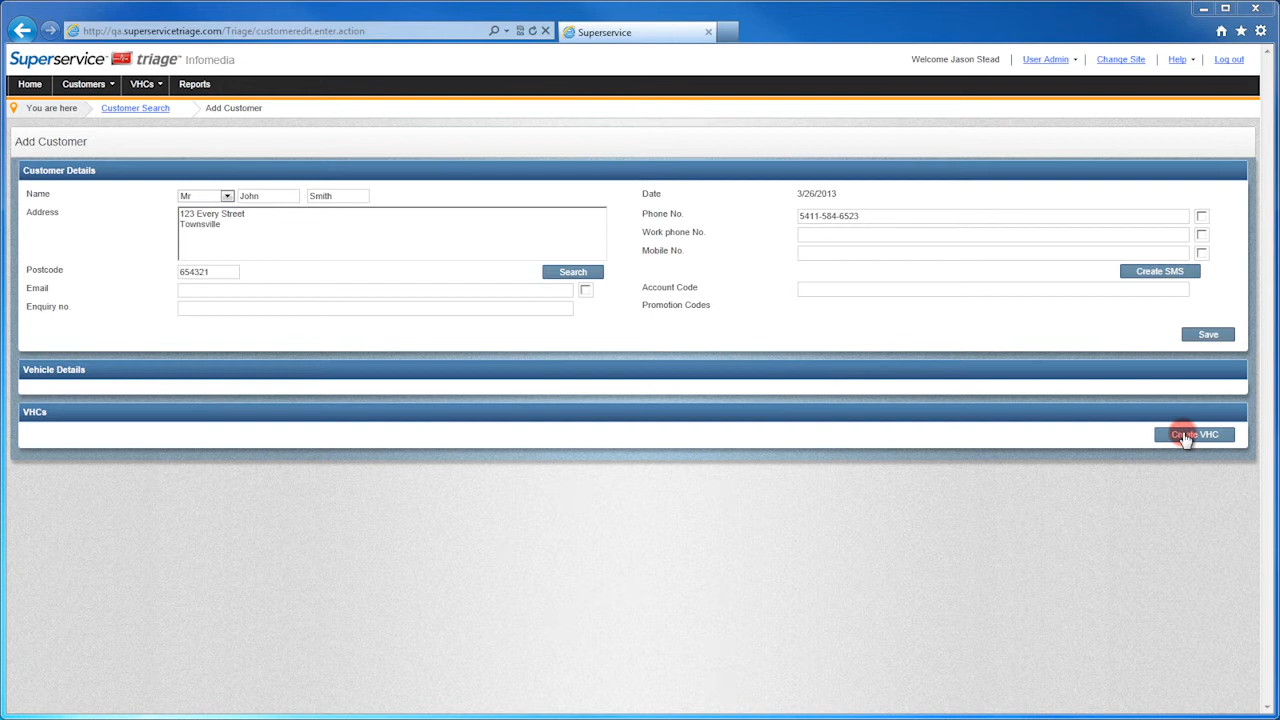 http://qa.superservicetriage.com/Triage/customeredit.enter.action
Superservice
Superservice triage Infomedia
Welcome Jason Stead
User Admin
Change Site
Help
Log out
Home
Customers
VHCs
Reports
You are here
Customer Search
Add Customer
Add Customer
Customer Details
Name
Mr
John
Smith
Address
123 Every Street
Townsville
Postcode
654321
Search
Email
Enquiry no.
Date
3/26/2013
Phone No.
5411-584-6523
Work phone No.
Mobile No.
Create SMS
Account Code
Promotion Codes
Save
Vehicle Details
VHCs
Create VHC